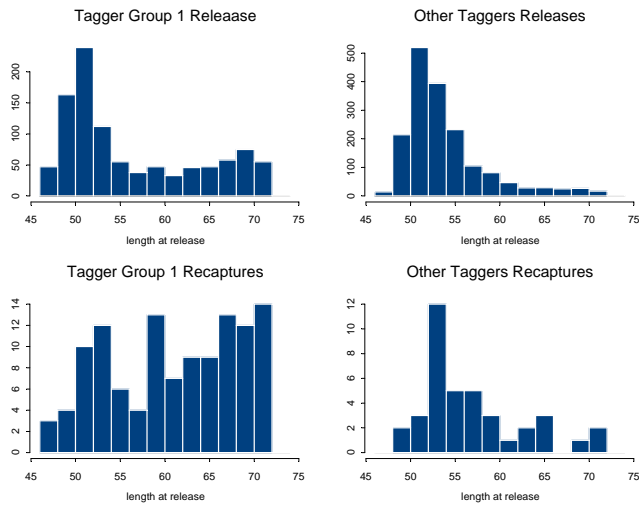 Tagger Group 1 Releaase
0 50 100 150 200
45 50 55 60 65 70 75
length at release
Other Taggers Releases
0 100 200 300 400 500
45 50 55 60 65 70 75
length at release
Tagger Group 1 Recaptures
0 2 4 6 8 10 12 14
45 50 55 60 65 70 75
length at release
Other Taggers Recaptures
0 2 4 6 8 10 12
45 50 55 60 65 70 75
length at release